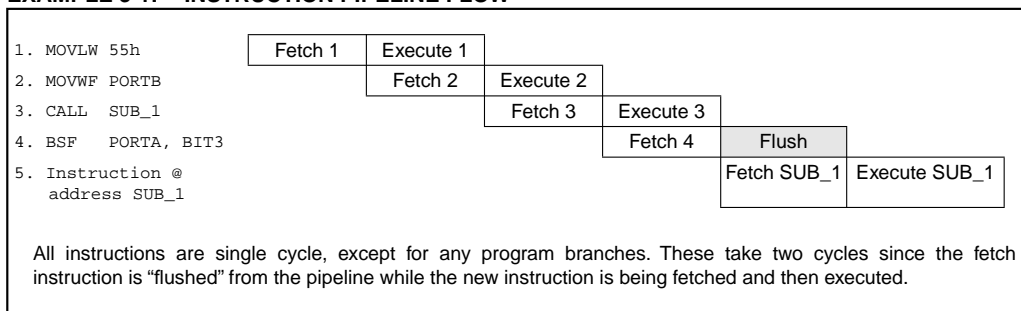 1. MOVLW 55h Fetch 1 Execute 1
2. MOVWF PORTB Fetch 2 Execute 2
3. CALL SUB_1 Fetch 3 Execute 3
4. BSF PORTA, BIT3 Fetch 4 Flush
5. Instruction @ Fetch SUB_1 Execute SUB_1
address SUB_1
All instructions are single cycle, except for any program branches. These take two cycles since the fetch
instruction is “flushed” from the pipeline while the new instruction is being fetched and then executed.